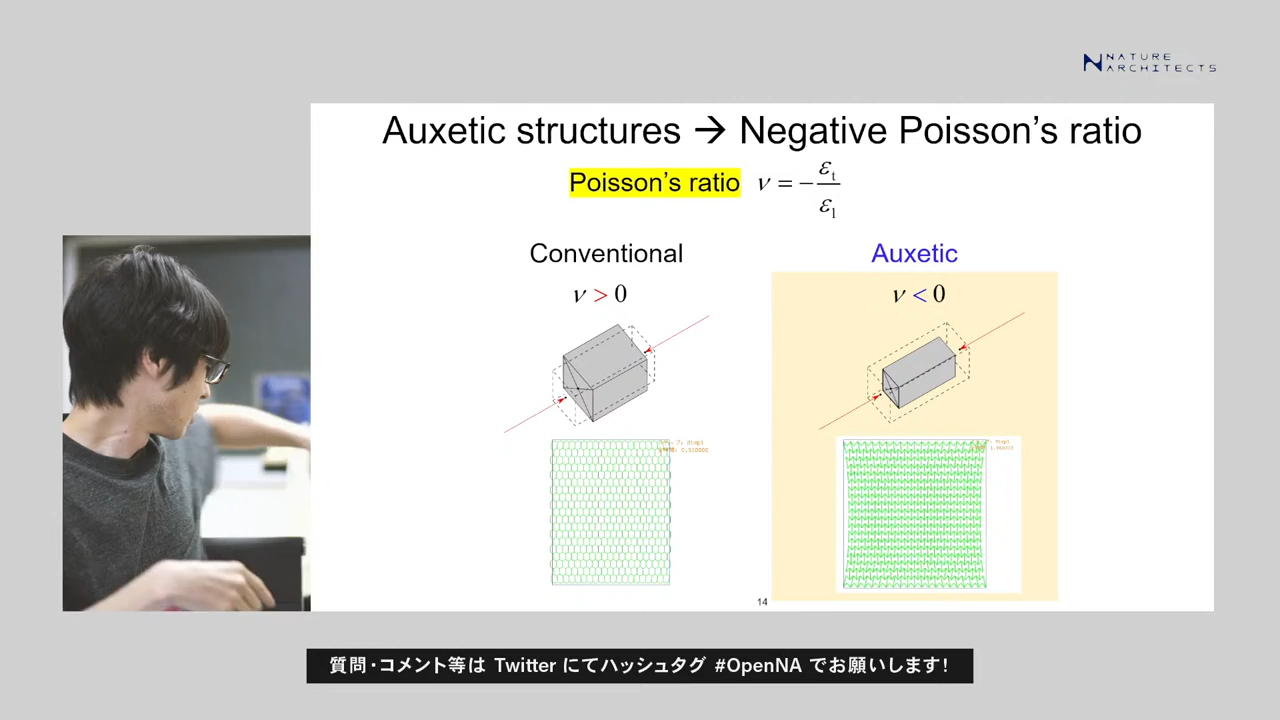 NATURE
ARCHITECTS
Auxetic structures → Negative Poisson's ratio
Poisson's ratio ν = − εt / εl
Conventional
Auxetic
ν > 0
ν < 0
Step1
14
質問・コメント等は Twitter にてハッシュタグ #OpenNA でお願いします!